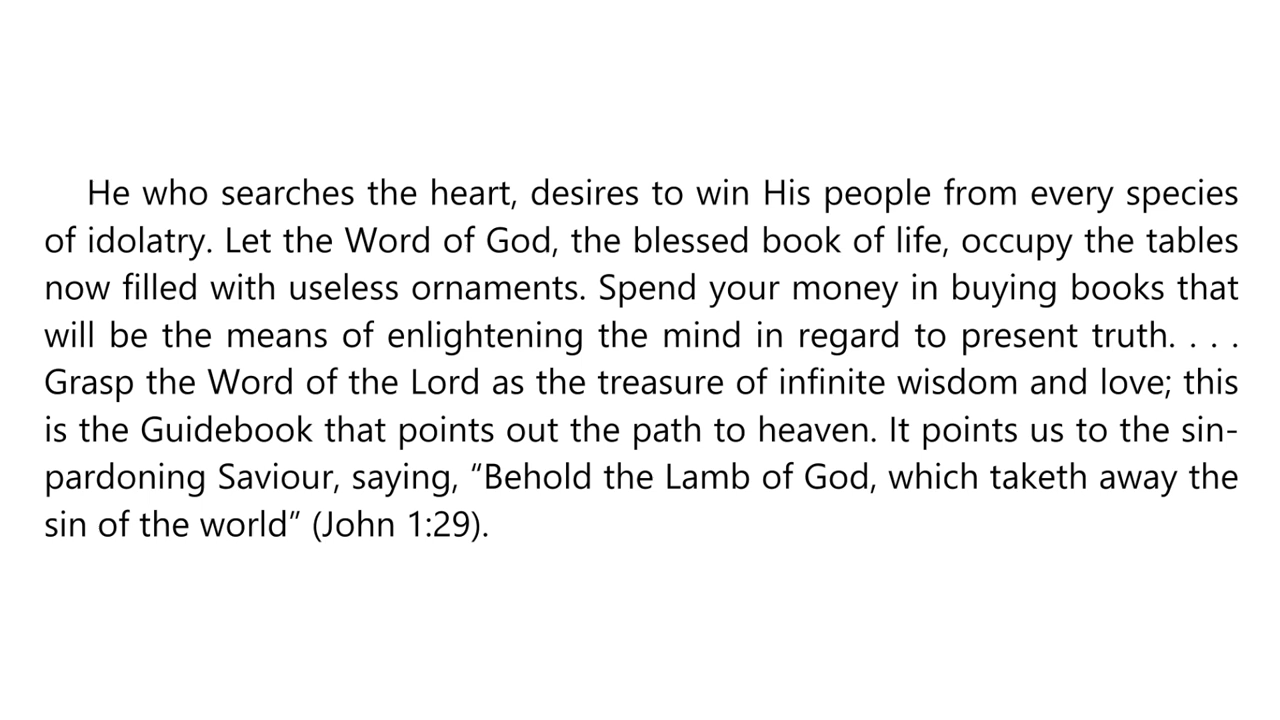 He who searches the heart, desires to win His people from every species
of idolatry. Let the Word of God, the blessed book of life, occupy the tables
now filled with useless ornaments. Spend your money in buying books that
will be the means of enlightening the mind in regard to present truth. . . .
Grasp the Word of the Lord as the treasure of infinite wisdom and love; this
is the Guidebook that points out the path to heaven. It points us to the sin-
pardoning Saviour, saying, “Behold the Lamb of God, which taketh away the
sin of the world” (John 1:29).